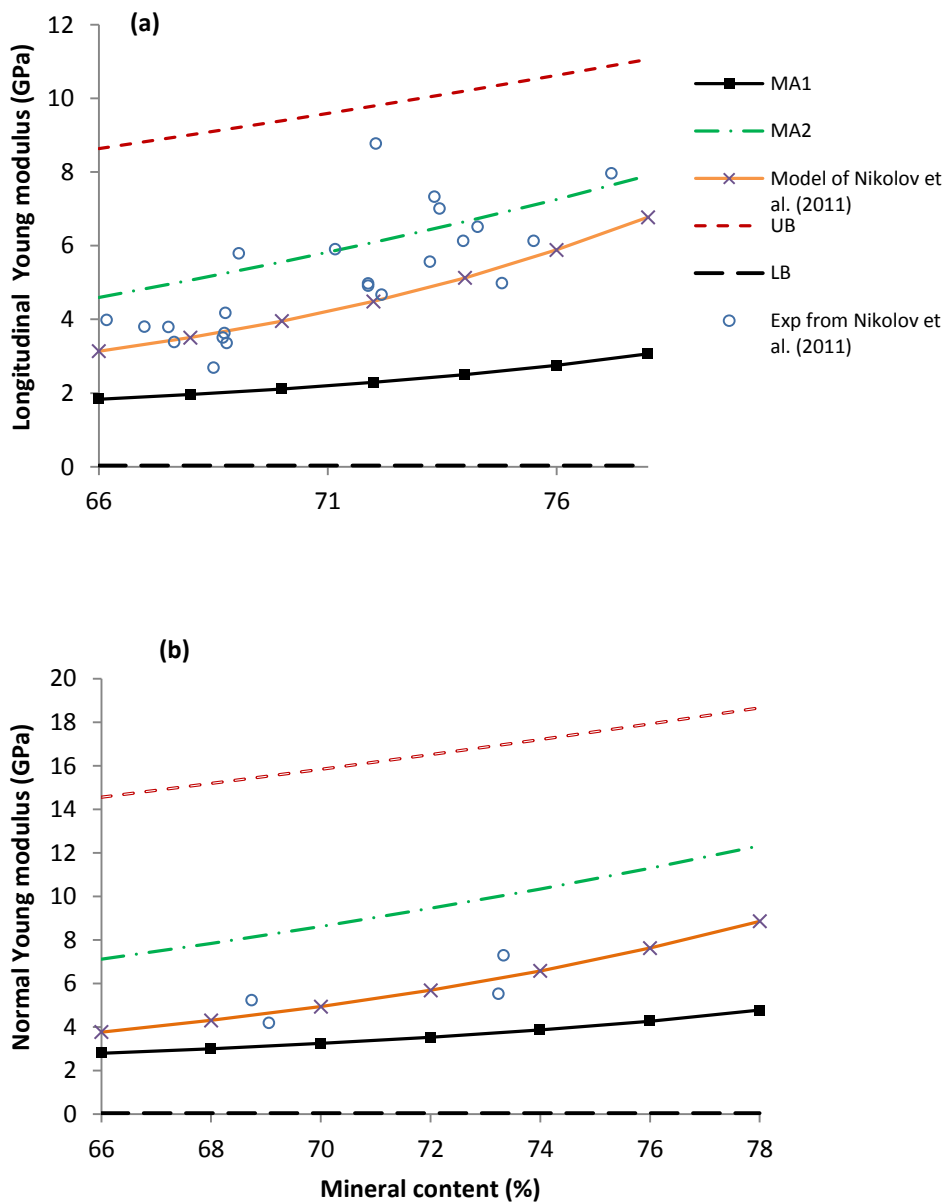 (a)
Longitudinal Young modulus (GPa)
12
10
8
6
4
2
0
66 71 76
MA1
MA2
Model of Nikolov et
al. (2011)
UB
LB
Exp from Nikolov et
al. (2011)
(b)
Normal Young modulus (GPa)
20
18
16
14
12
10
8
6
4
2
0
66 68 70 72 74 76 78
Mineral content (%)